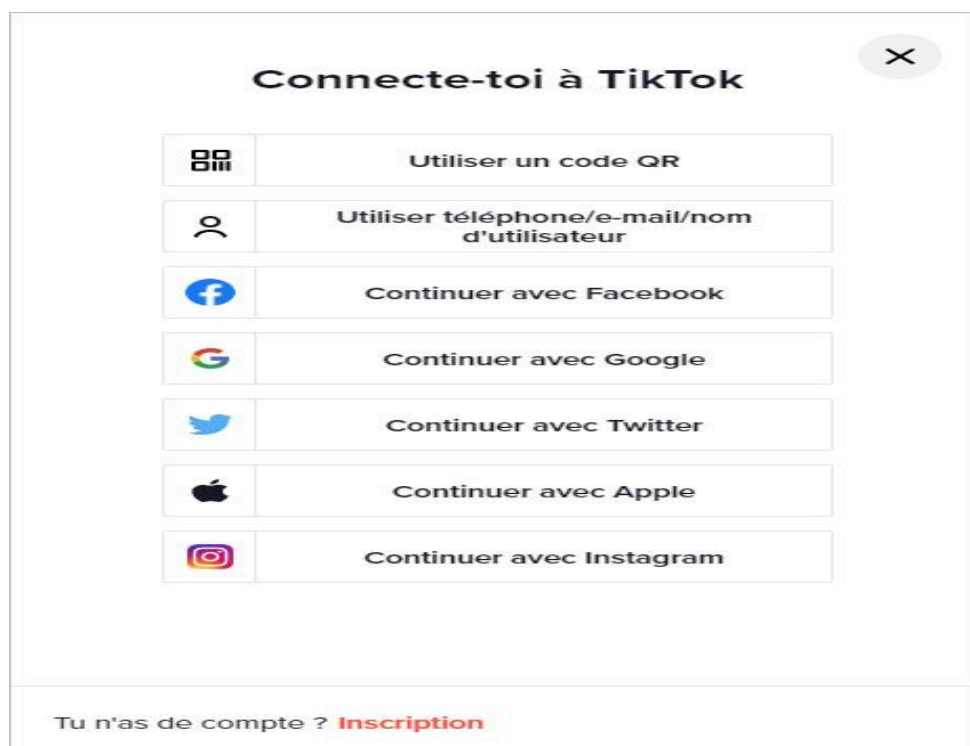 Connecte-toi à TikTok
Utiliser un code QR
Utiliser téléphone/e-mail/nom
d'utilisateur
Continuer avec Facebook
Continuer avec Google
Continuer avec Twitter
Continuer avec Apple
Continuer avec Instagram
Tu n'as de compte ? Inscription